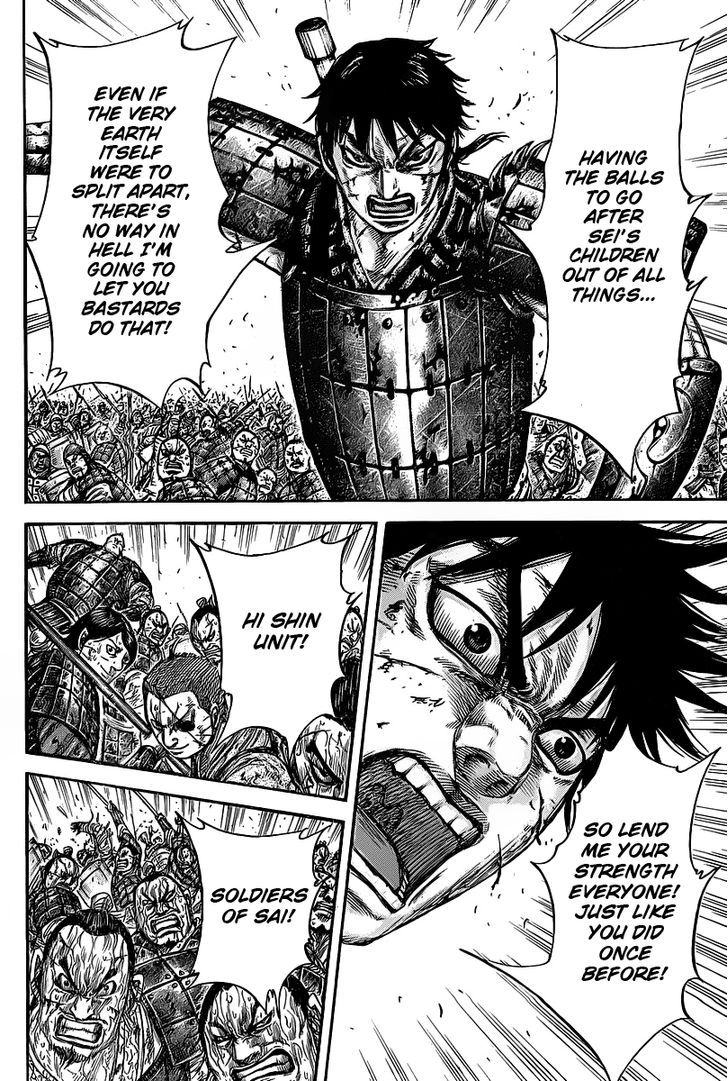 HAVING
THE BALLS
TO GO
AFTER
SEI'S
CHILDREN
OUT OF ALL
THINGS...
EVEN IF
THE VERY
EARTH
ITSELF
WERE TO
SPLIT APART,
THERE'S
NO WAY IN
HELL I'M
GOING TO
LET YOU
BASTARDS
DO THAT!
HI SHIN
UNIT!
SOLDIERS
OF SAI!
SO LEND
ME YOUR
STRENGTH
EVERYONE!
JUST LIKE
YOU DID
ONCE
BEFORE!